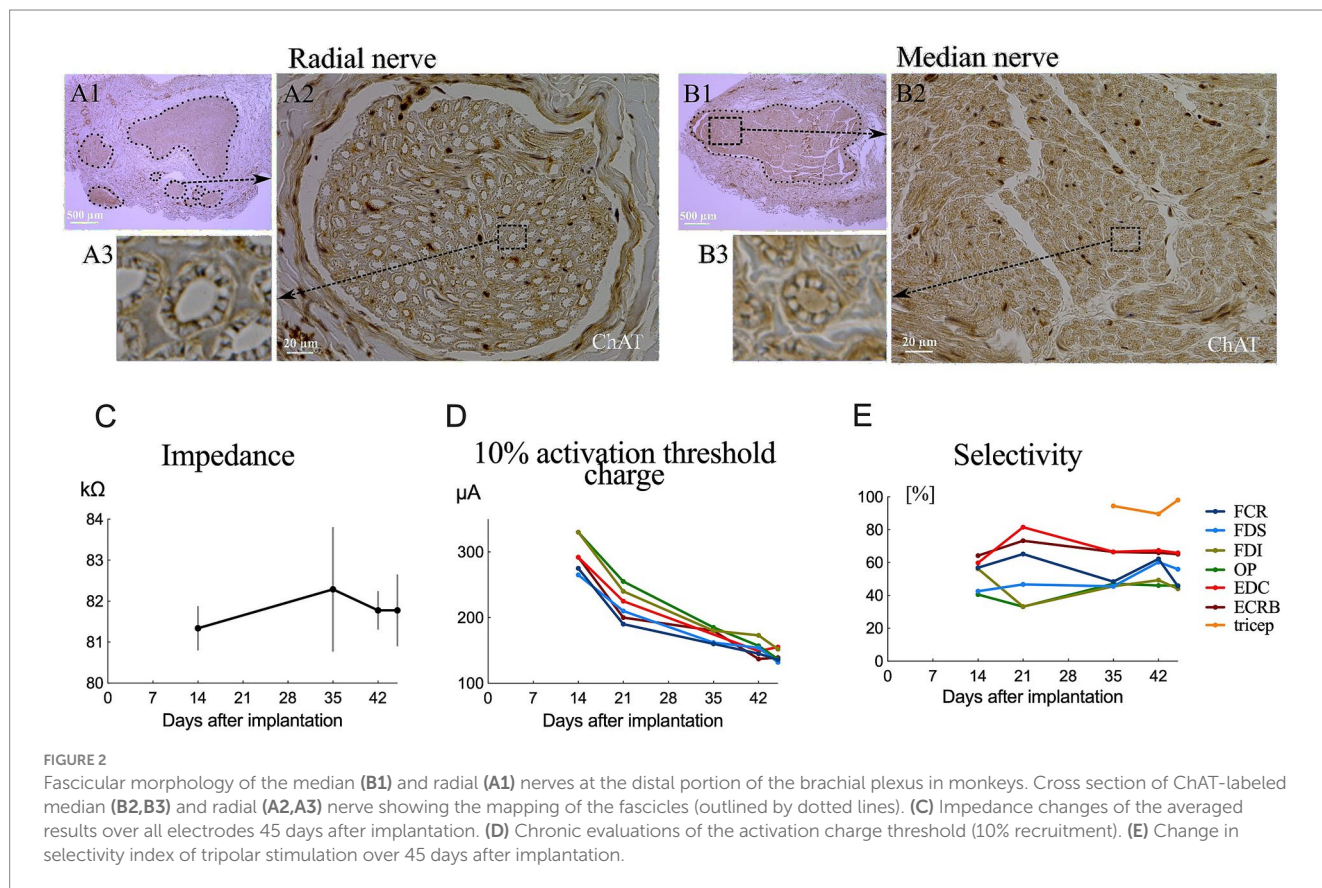 Radial nerve
Median nerve
A1
A2
B1
B2
500 µm
500 µm
A3
B3
20 µm
ChAT
20 µm
ChAT
C
Impedance
kΩ
84
83
82
81
80
0 7 14 21 28 35 42
Days after implantation
D
10% activation threshold
charge
µA
300
200
100
0 7 14 21 28 35 42
Days after implantation
E
Selectivity
[%]
100
80
60
40
20
0
0 7 14 21 28 35 42
Days after implantation
FCR
FDS
FDI
OP
EDC
ECRB
tricep
FIGURE 2
Fascicular morphology of the median (B1) and radial (A1) nerves at the distal portion of the brachial plexus in monkeys. Cross section of ChAT-labeled
median (B2,B3) and radial (A2,A3) nerve showing the mapping of the fascicles (outlined by dotted lines). (C) Impedance changes of the averaged
results over all electrodes 45 days after implantation. (D) Chronic evaluations of the activation charge threshold (10% recruitment). (E) Change in
selectivity index of tripolar stimulation over 45 days after implantation.